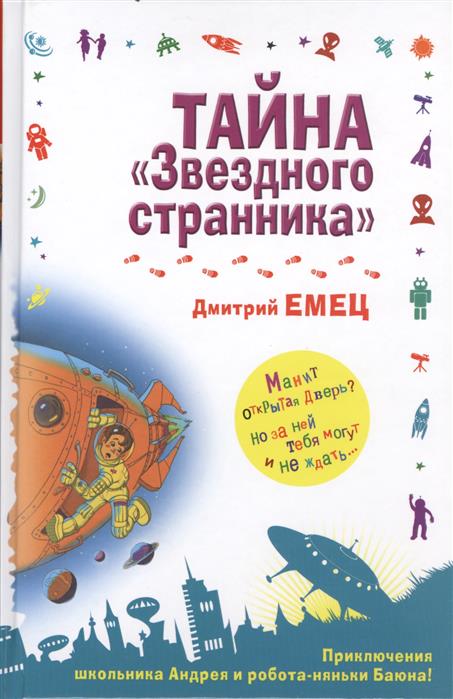 ТАЙНА
«Звездного
странника»
Дмитрий ЕМЕЦ
Манит
открытая дверь?
но за ней
тебя могут
и не ждать...
Приключения
школьника Андрея и робота-няньки Баюна!